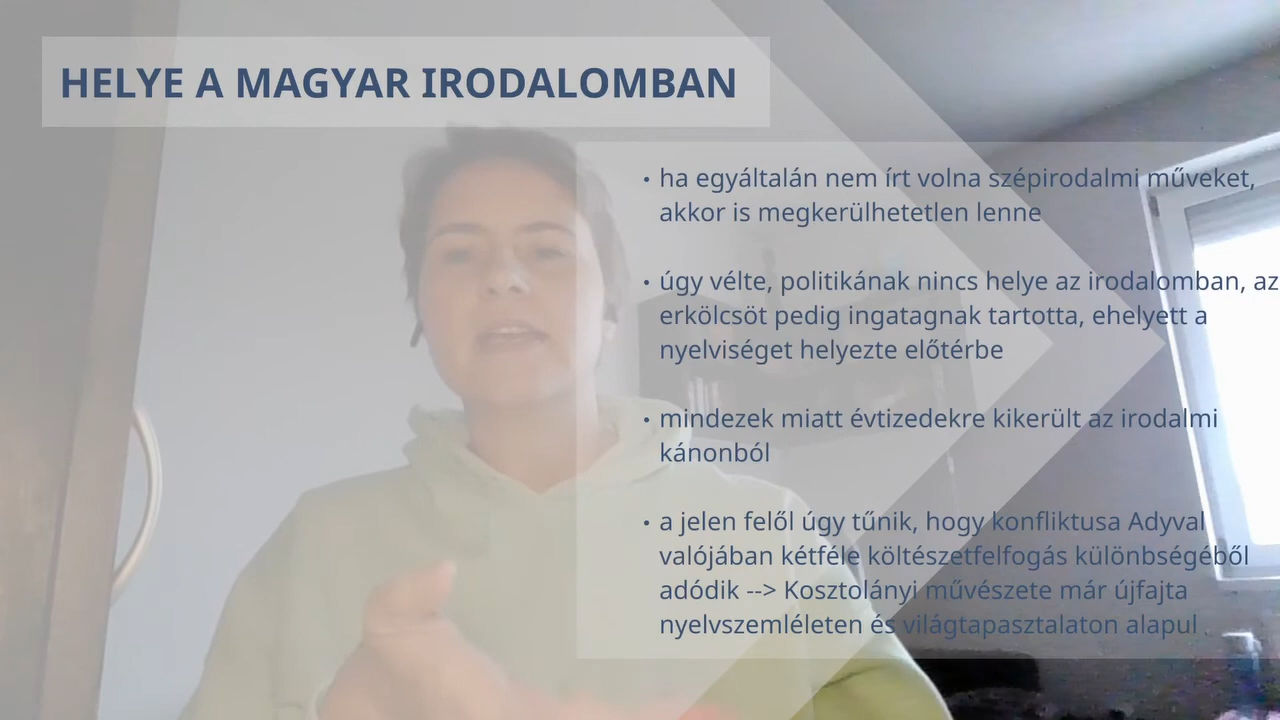 HELYE A MAGYAR IRODALOMBAN
• ha egyáltalán nem írt volna szépirodalmi műveket,
akkor is megkerülhetetlen lenne
• úgy vélte, politikának nincs helye az irodalomban, az
erkölcsöt pedig ingatagnak tartotta, ehelyett a
nyelviséget helyezte előtérbe
• mindezek miatt évtizedekre kikerült az irodalmi
kánonból
• a jelen felől úgy tűnik, hogy konfliktusa Adyval
valójában kétféle költészetfelfogás különbségéből
adódik --> Kosztolányi művészete már újfajta
nyelvszemléleten és világtapasztalaton alapul